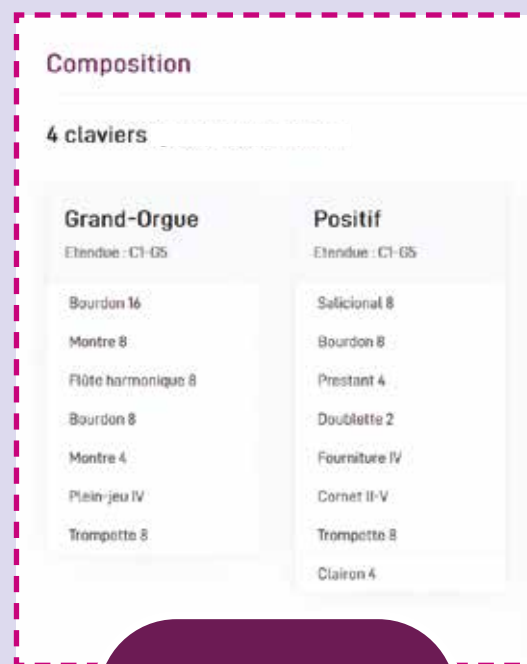 Composition
4 claviers
Grand-Orgue
Etendue : C1-G5
Bourdon 16
Montre 8
Flûte harmonique 8
Bourdon 8
Montre 4
Plein-jeu IV
Trompette 8
Positif
Etendue : C1-G5
Salicional 8
Bourdon 8
Prestant 4
Doublette 2
Fourniture IV
Cornet II-V
Trompette 8
Clairon 4